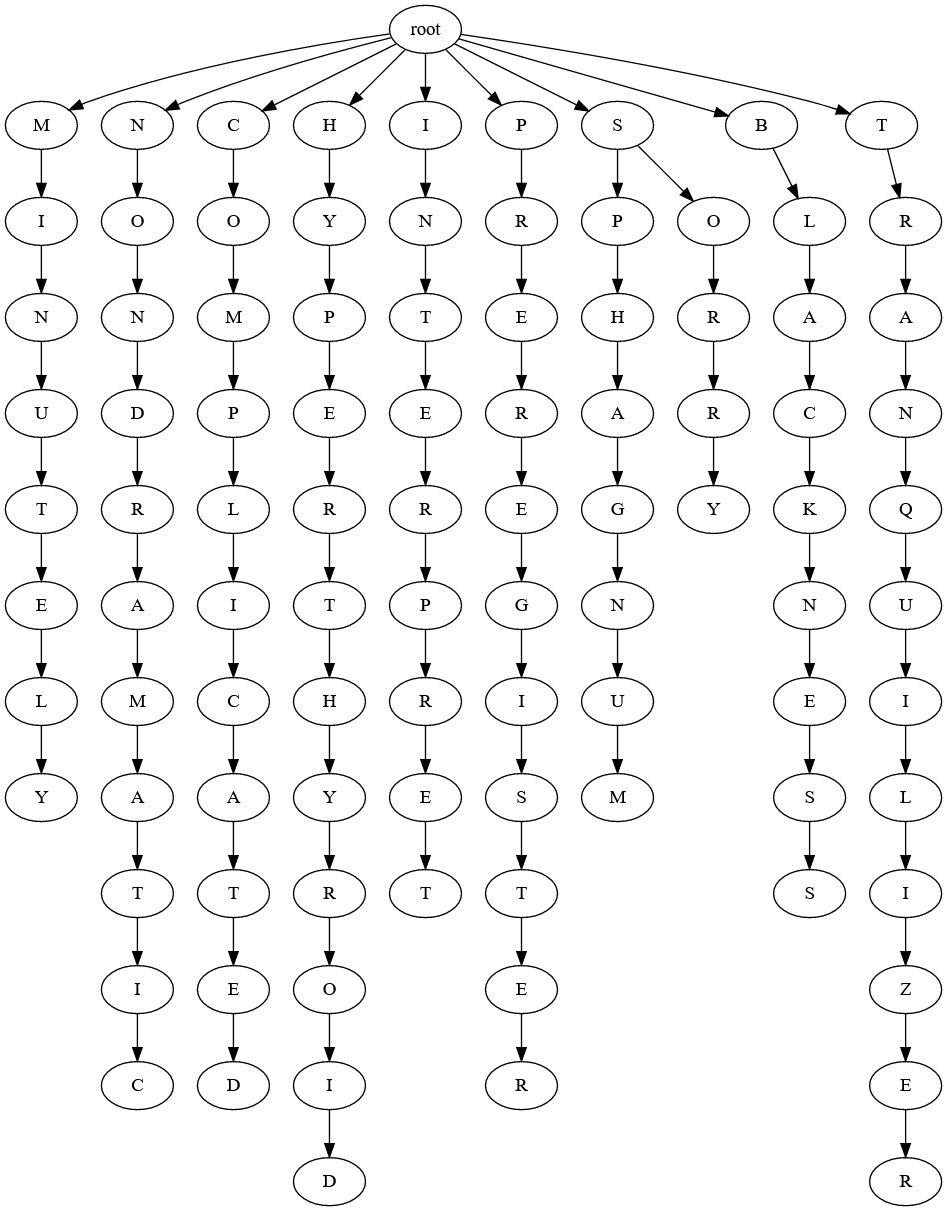 root
M N C H I P S B T
I O O Y N R P O L R
N N M P T E H R A A
U D P E E R A R C N
T R L R R E G Y K Q
E A I T P G N N U
L M C H R I U E I
Y A A Y E S M S L
T T R T T S I
I E O E Z
C D I R E
D R